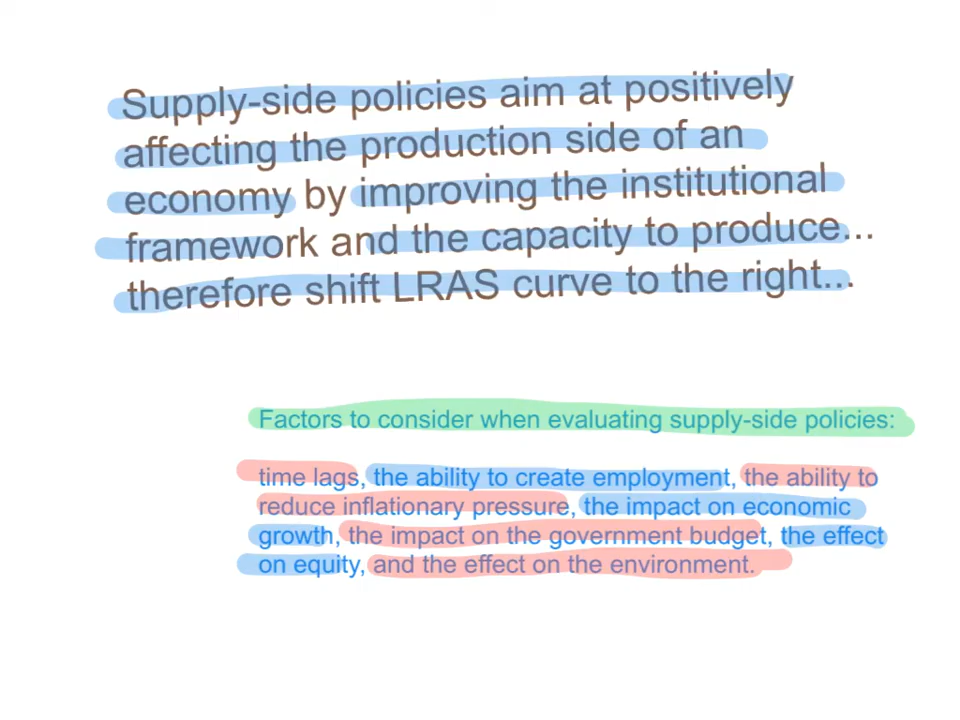 Supply-side policies aim at positively
affecting the production side of an
economy by improving the institutional
framework and the capacity to produce...
therefore shift LRAS curve to the right...
Factors to consider when evaluating supply-side policies:
time lags, the ability to create employment, the ability to
reduce inflationary pressure, the impact on economic
growth, the impact on the government budget, the effect
on equity, and the effect on the environment.